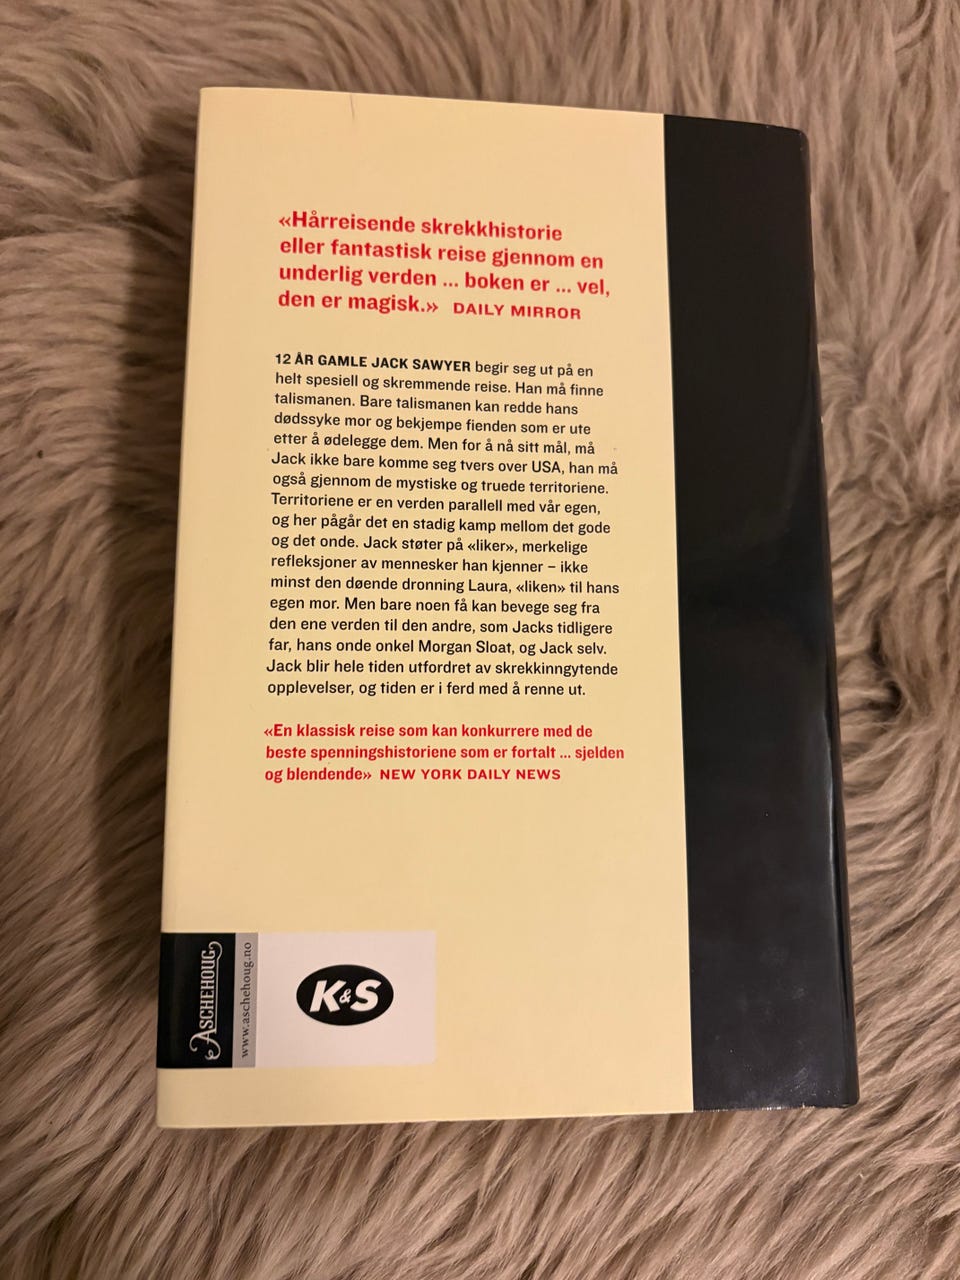 «Hårreisende skrekkhistorie
eller fantastisk reise gjennom en
underlig verden ... boken er ... vel,
den er magisk.» DAILY MIRROR
12 ÅR GAMLE JACK SAWYER begir seg ut på en
helt spesiell og skremmende reise. Han må finne
talismanen. Bare talismanen kan redde hans
dødssyke mor og bekjempe fienden som er ute
etter å ødelegge dem. Men for å nå sitt mål, må
Jack ikke bare komme seg tvers over USA, han må
også gjennom de mystiske og truede territoriene.
Territoriene er en verden parallell med vår egen,
og her pågår det en stadig kamp mellom det gode
og det onde. Jack støter på «liker», merkelige
refleksjoner av mennesker han kjenner – ikke
minst den døende dronning Laura, «liken» til hans
egen mor. Men bare noen få kan bevege seg fra
den ene verden til den andre, som Jacks tidligere
far, hans onde onkel Morgan Sloat, og Jack selv.
Jack blir hele tiden utfordret av skrekkinngytende
opplevelser, og tiden er i ferd med å renne ut.
«En klassisk reise som kan konkurrere med de
beste spenningshistoriene som er fortalt ... sjelden
og blendende» NEW YORK DAILY NEWS
ASCHEHOUG
www.aschehoug.no
K&S